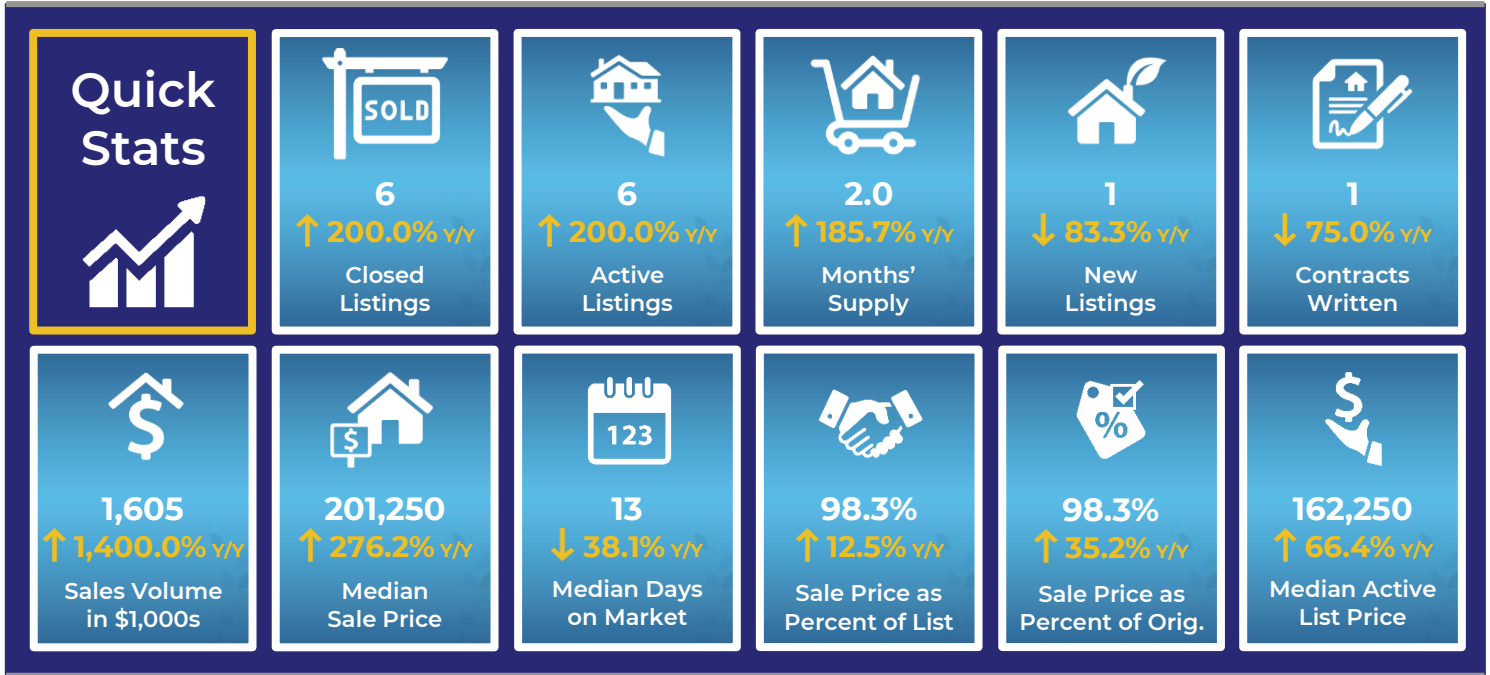 Quick
Stats
SOLD
6
↑ 200.0% Y/Y
Closed
Listings
6
↑ 200.0% Y/Y
Active
Listings
2.0
↑ 185.7% Y/Y
Months’
Supply
1
↓ 83.3% Y/Y
New
Listings
1
↓ 75.0% Y/Y
Contracts
Written
$
1,605
↑ 1,400.0% Y/Y
Sales Volume
in $1,000s
$
201,250
↑ 276.2% Y/Y
Median
Sale Price
123
13
↓ 38.1% Y/Y
Median Days
on Market
98.3%
↑ 12.5% Y/Y
Sale Price as
Percent of List
%
98.3%
↑ 35.2% Y/Y
Sale Price as
Percent of Orig.
$
162,250
↑ 66.4% Y/Y
Median Active
List Price